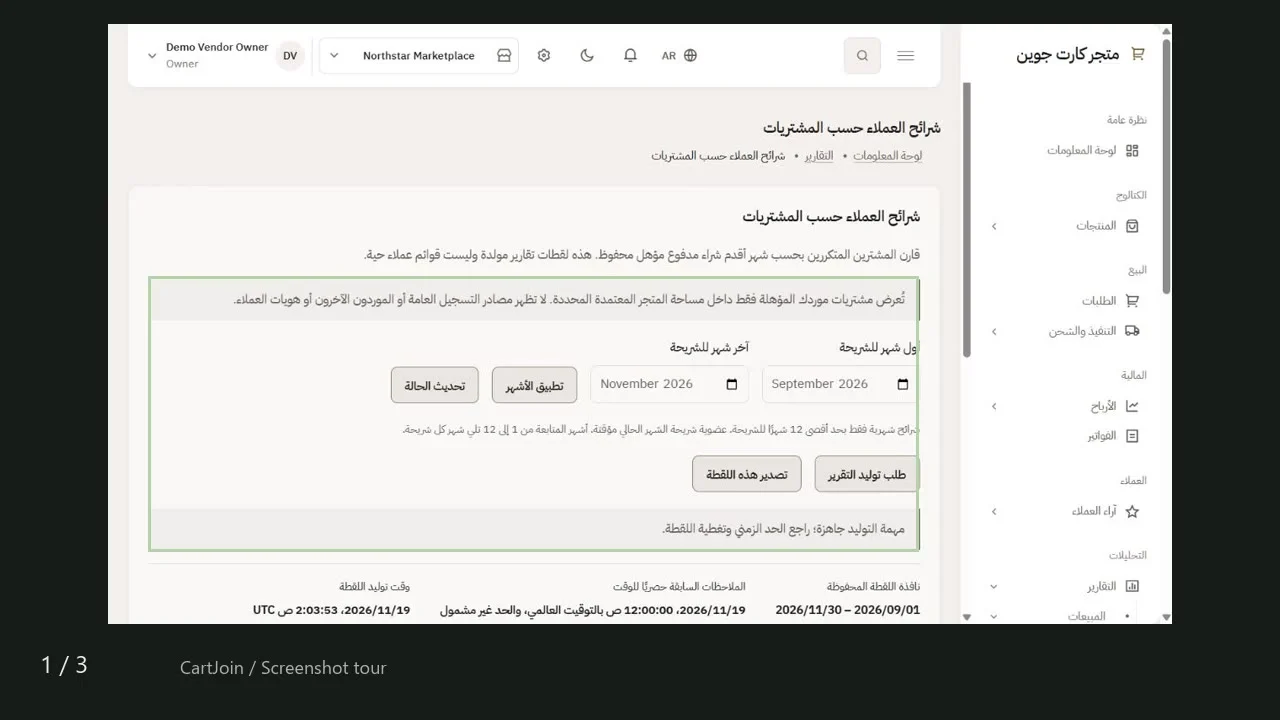 متجر كارت جوين
AR
Northstar Marketplace
DV
Demo Vendor Owner
Owner
نظرة عامة
لوحة المعلومات
الكتالوج
المنتجات
البيع
الطلبات
التنفيذ والشحن
المالية
الأرباح
الفواتير
العملاء
آراء العملاء
التحليلات
التقارير
المبيعات
شرائح العملاء حسب المشتريات
لوحة المعلومات • التقارير • شرائح العملاء حسب المشتريات
شرائح العملاء حسب المشتريات
قارن المشترين المتكررين بحسب شهر أقدم شراء مدفوع مؤهل محفوظ. هذه لقطات تقارير مولدة وليست قوائم عملاء حية.
تُعرض مشتريات موردك المؤهلة فقط داخل مساحة المتجر المعتمدة المحددة. لا تظهر مصادر التسجيل العامة أو الموردون الآخرون أو هويات العملاء.
ول شهر للشريحة
آخر شهر للشريحة
September 2026
November 2026
تطبيق الأشهر
تحديث الحالة
شرائح شهرية فقط بحد أقصى 12 شهرًا للشريحة. عضوية شريحة الشهر الحالي مؤقتة. أشهر المتابعة من 1 إلى 12 تلي شهر كل شريحة.
طلب توليد التقرير
تصدير هذه اللقطة
مهمة التوليد جاهزة؛ راجع الحد الزمني وتغطية اللقطة.
نافذة اللقطة المحفوظة
2026/09/01 – 2026/11/30
الملاحظات السابقة حصريًا للوقت
2026/11/19، 12:00:00 ص بالتوقيت العالمي، والحد غير مشمول
وقت توليد اللقطة
2026/11/19، 2:03:53 ص UTC
1 / 3
CartJoin / Screenshot tour